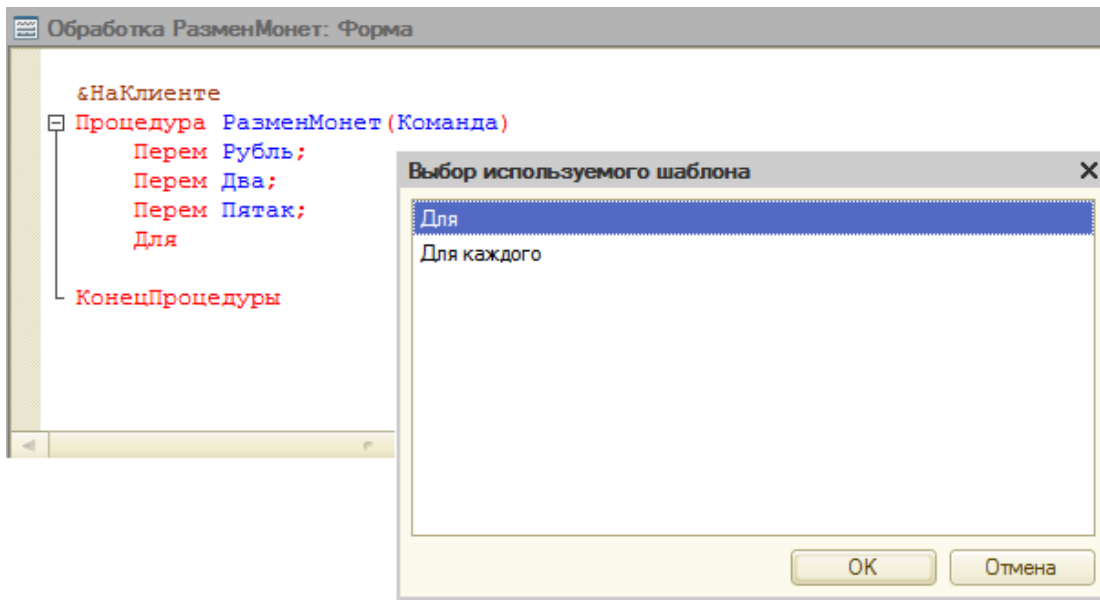 Обработка РазменМонет: Форма
&НаКлиенте
Процедура РазменМонет(Команда)
Перем Рубль;
Перем Два;
Перем Пятак;
Для
КонецПроцедуры
Выбор используемого шаблона
Для
Для каждого
OK
Отмена